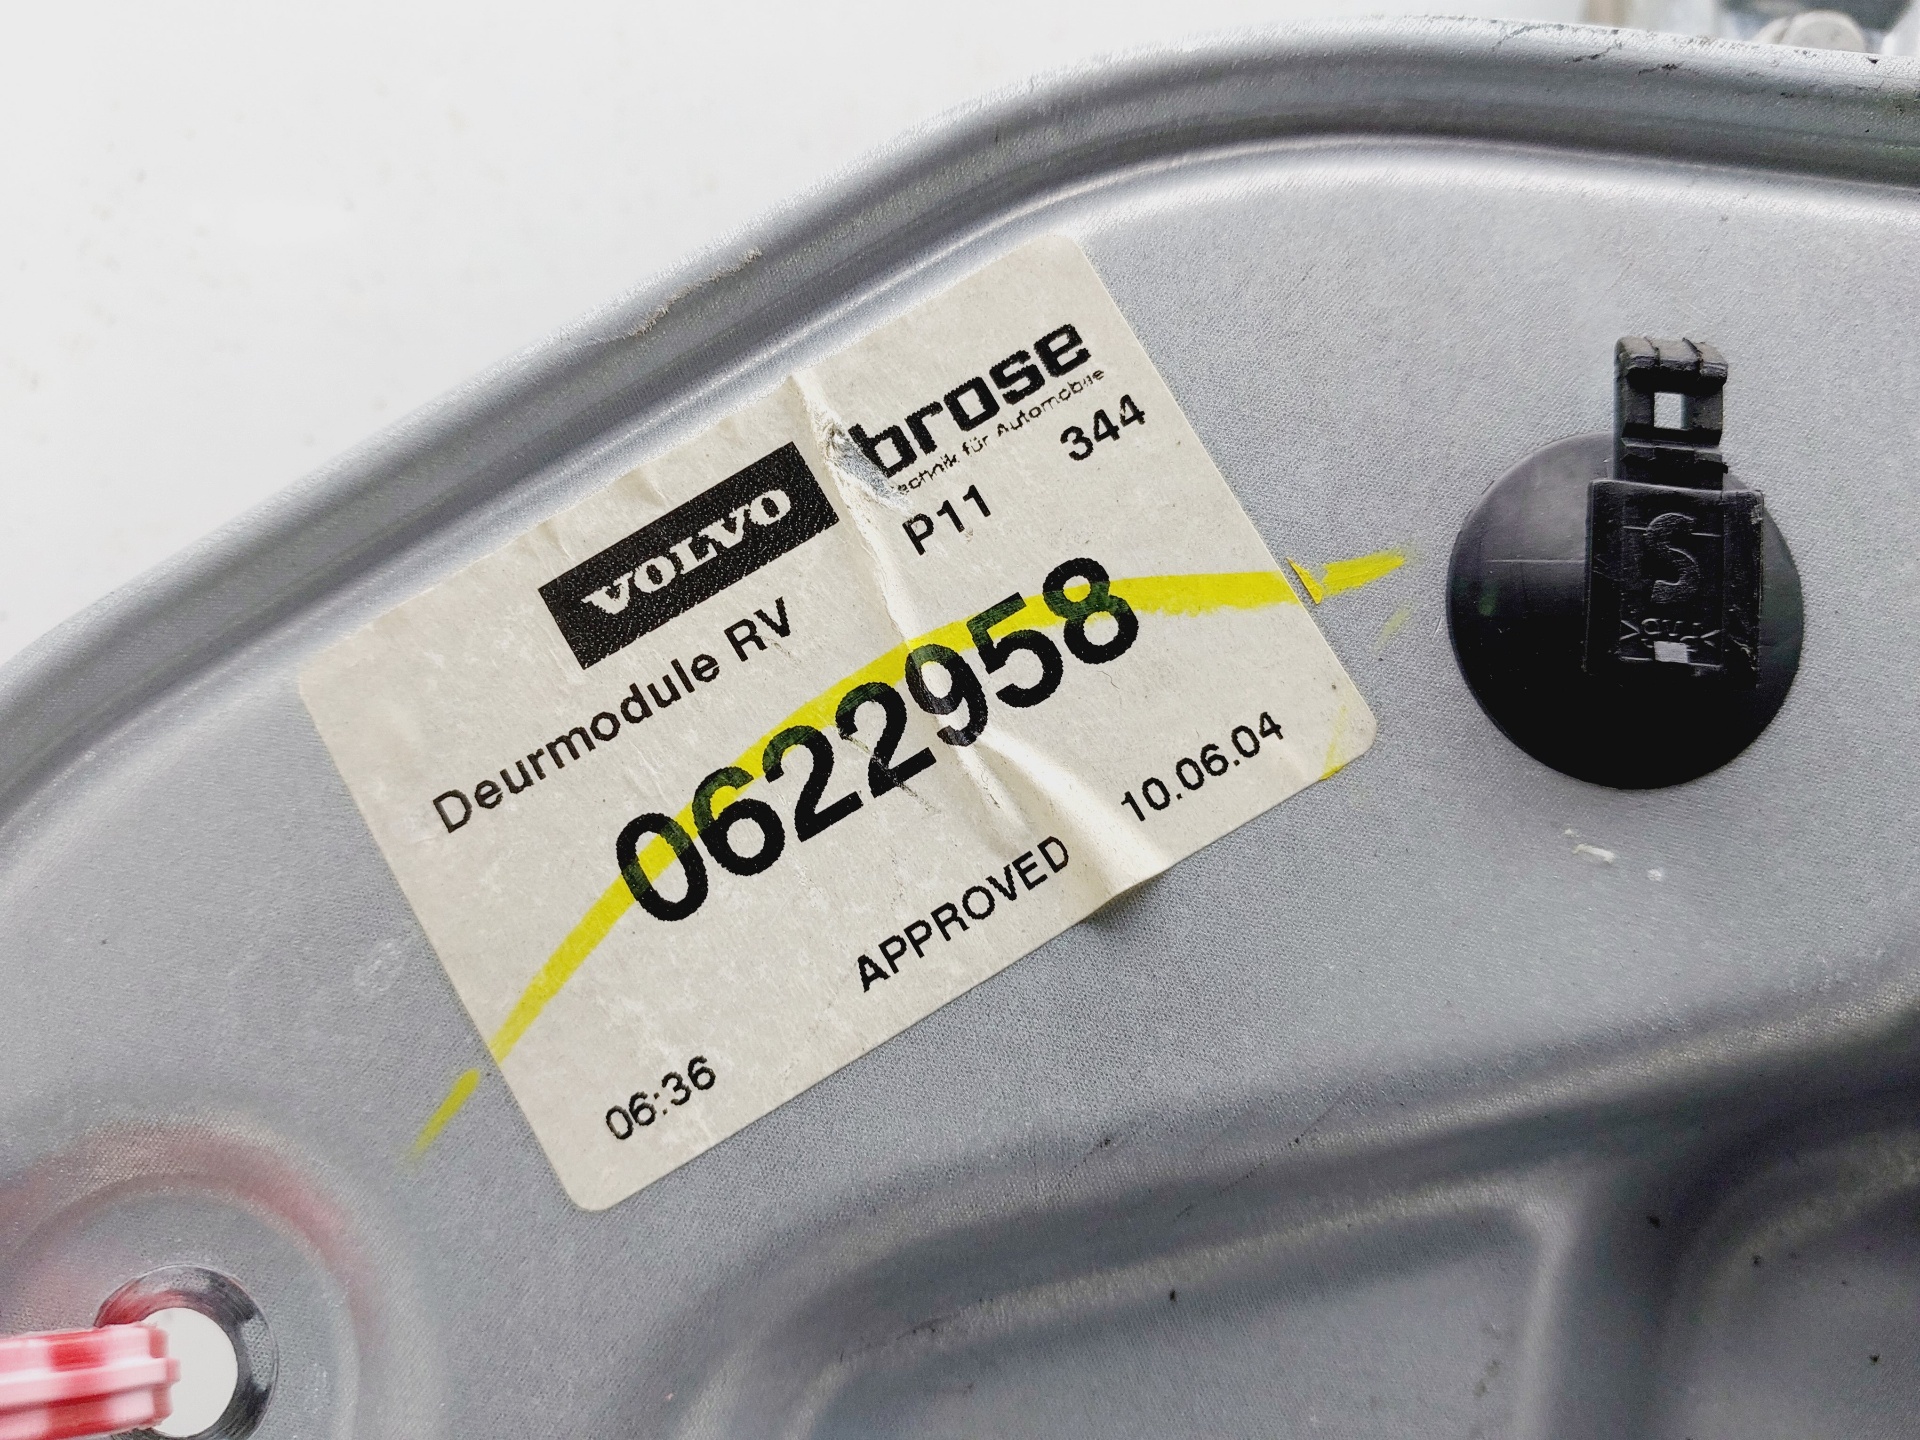 VOLVO
brose
Technik für Automobile
Deurmodule RV
P11
344
0622958
APPROVED
10.06.04
06:36